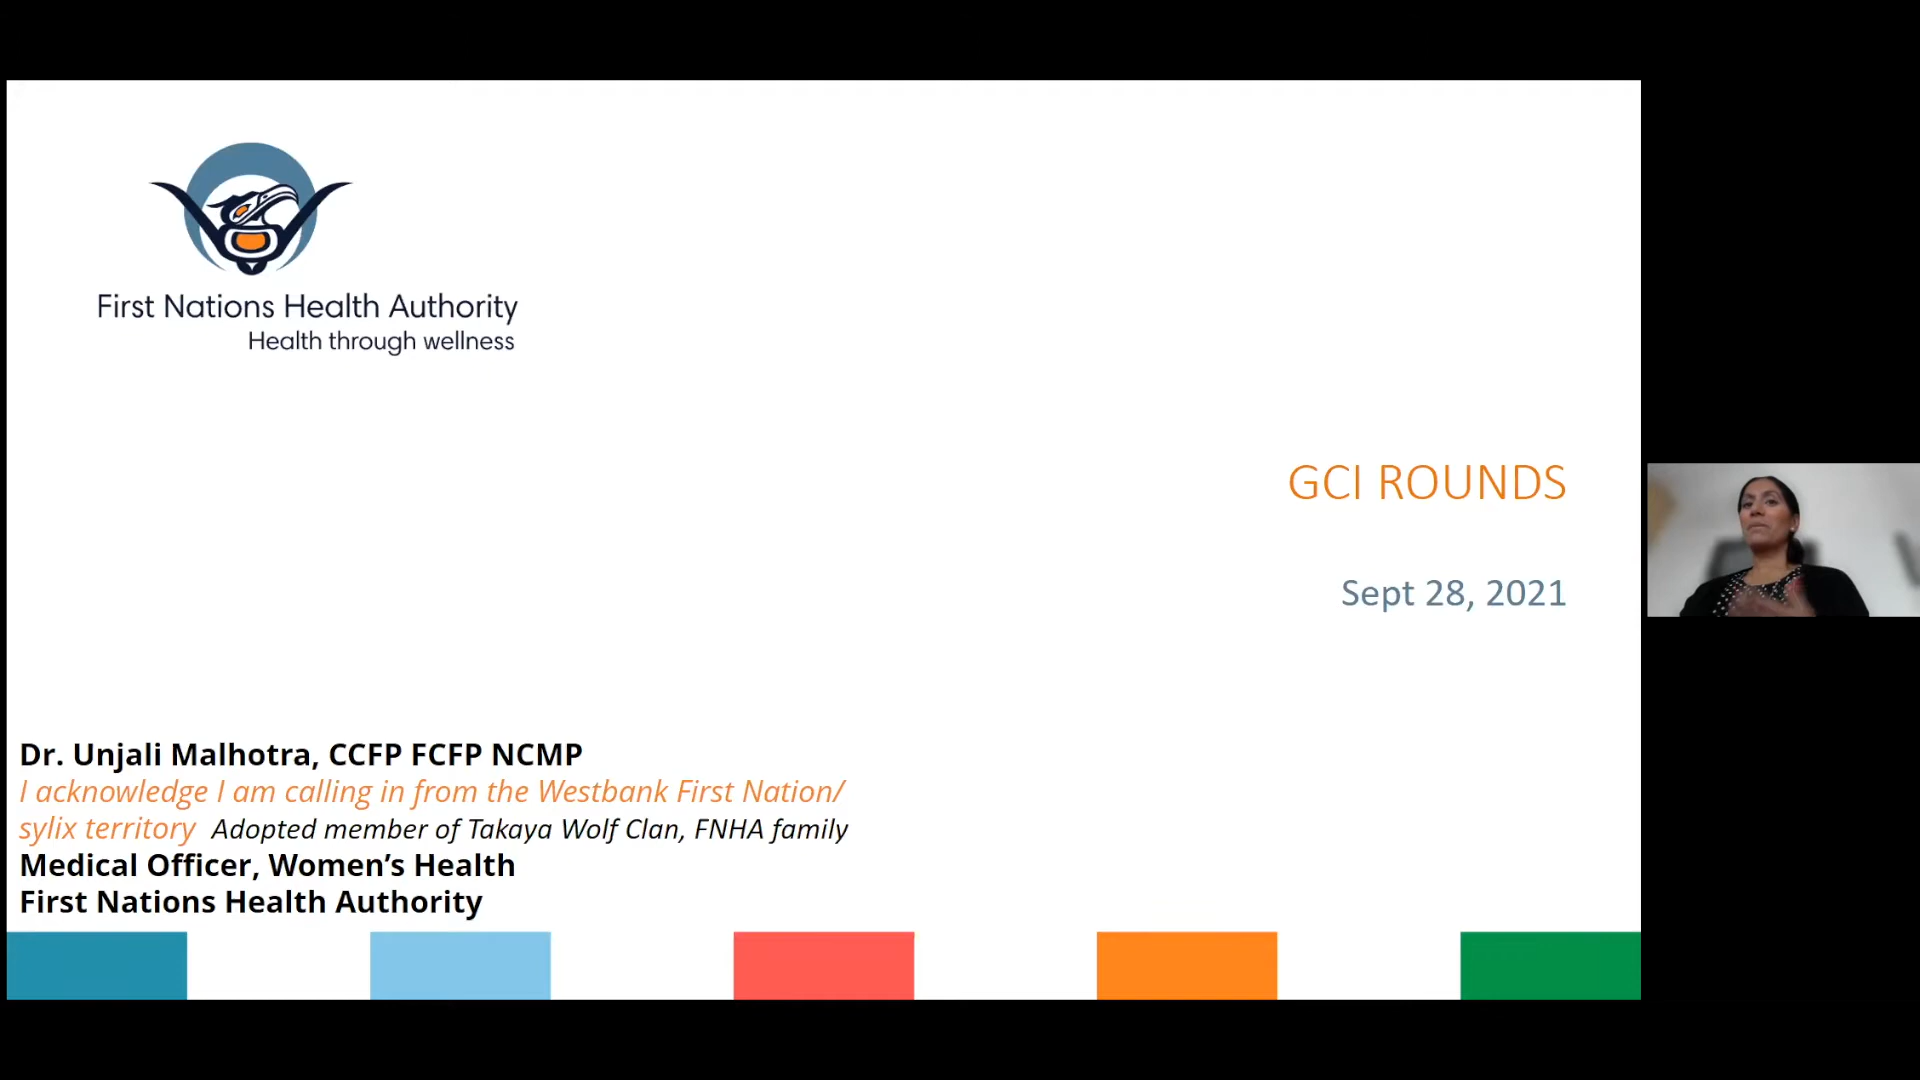 First Nations Health Authority
Health through wellness
GCI ROUNDS
Sept 28, 2021
Dr. Unjali Malhotra, CCFP FCFP NCMP
I acknowledge I am calling in from the Westbank First Nation/
sylix territory Adopted member of Takaya Wolf Clan, FNHA family
Medical Officer, Women’s Health
First Nations Health Authority